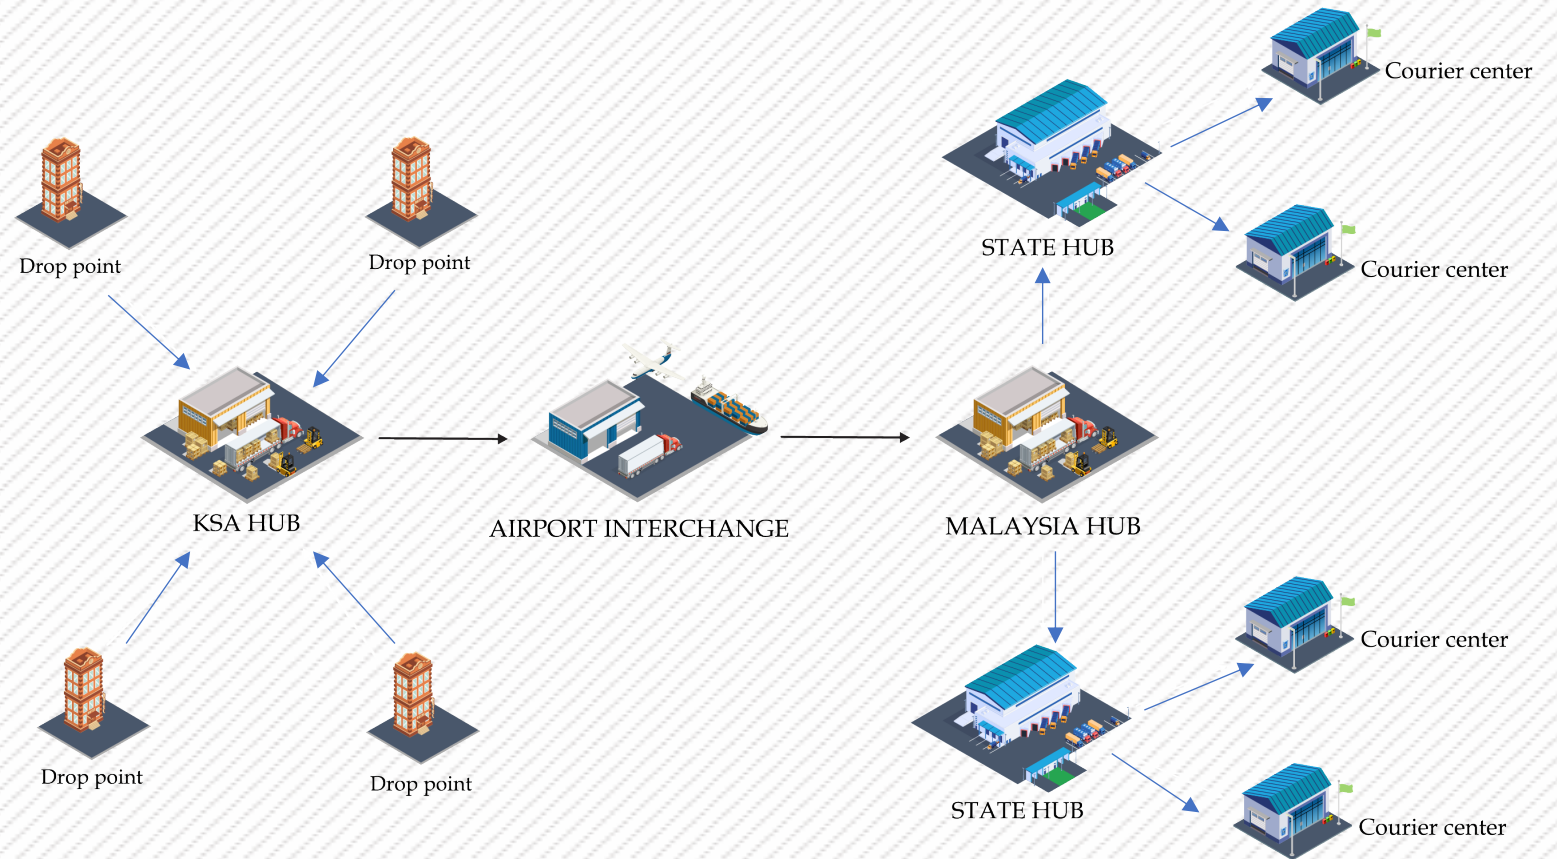 Courier center
STATE HUB
Courier center
Drop point
Drop point
KSA HUB
AIRPORT INTERCHANGE
MALAYSIA HUB
Courier center
Drop point
Drop point
STATE HUB
Courier center